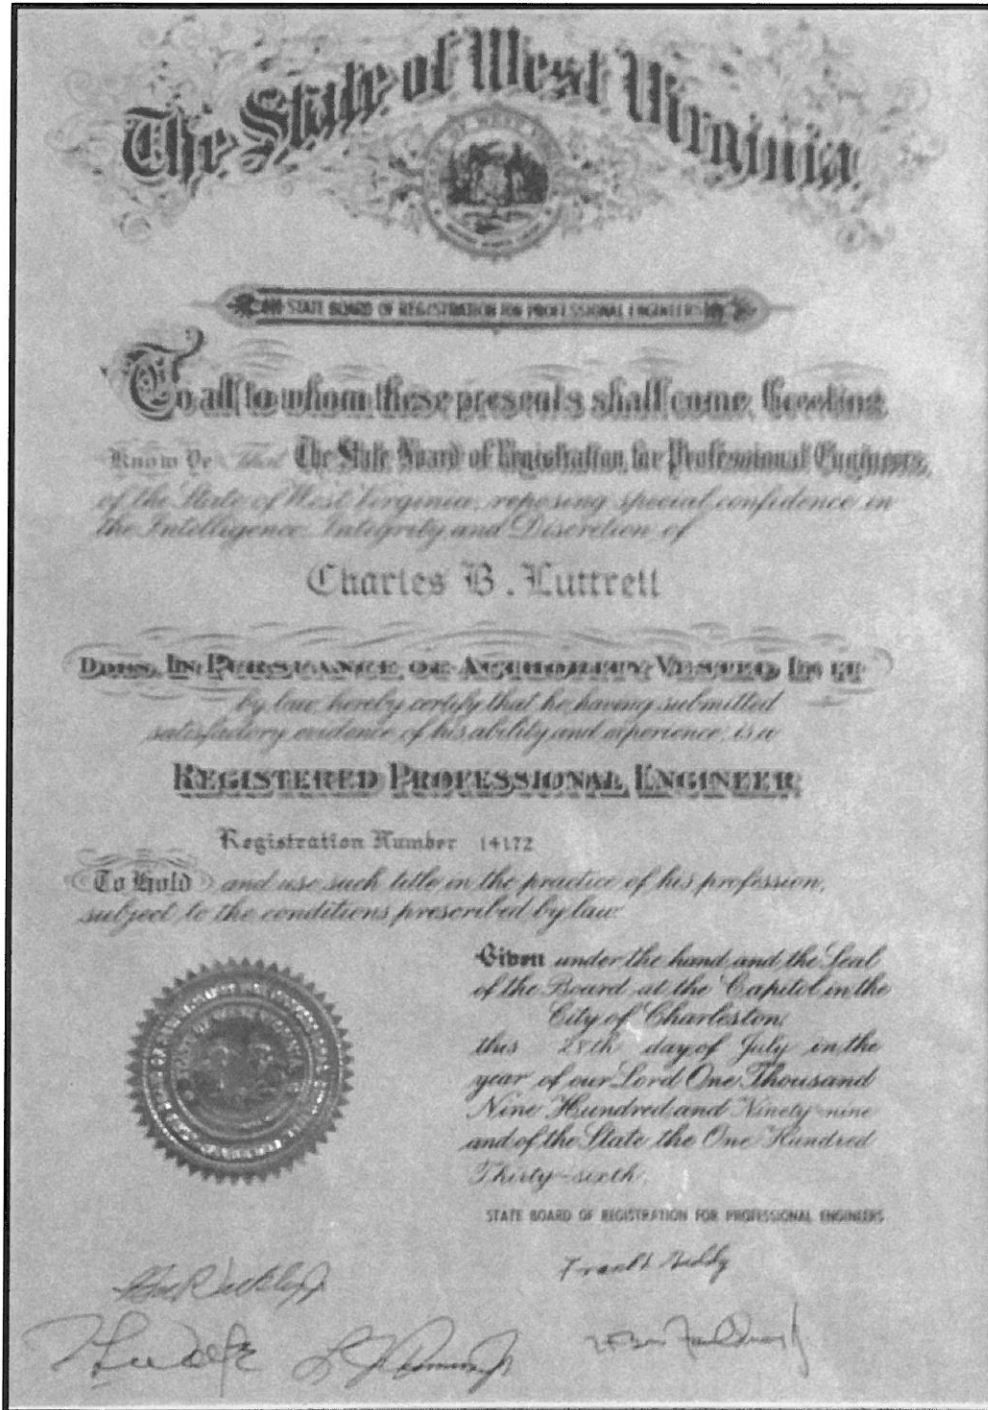 The State of West Virginia
STATE BOARD OF REGISTRATION FOR PROFESSIONAL ENGINEERS
To all to whom these presents shall come, Greeting
Know Ye That The State Board of Registration for Professional Engineers,
of the State of West Virginia, reposing special confidence in
the Intelligence, Integrity and Discretion of
Charles B. Luttrell
Does, In Pursuance of Authority Vested In it
by law, hereby certify that he, having submitted
satisfactory evidence of his ability and experience, is a
REGISTERED PROFESSIONAL ENGINEER
Registration Number 14172
To Hold and use such title in the practice of his profession,
subject to the conditions prescribed by law.
Given under the hand and the Seal
of the Board at the Capitol in the
City of Charleston,
this 28th day of July in the
year of our Lord One Thousand
Nine Hundred and Ninety-nine
and of the State the One Hundred
Thirty-sixth.
STATE BOARD OF REGISTRATION FOR PROFESSIONAL ENGINEERS